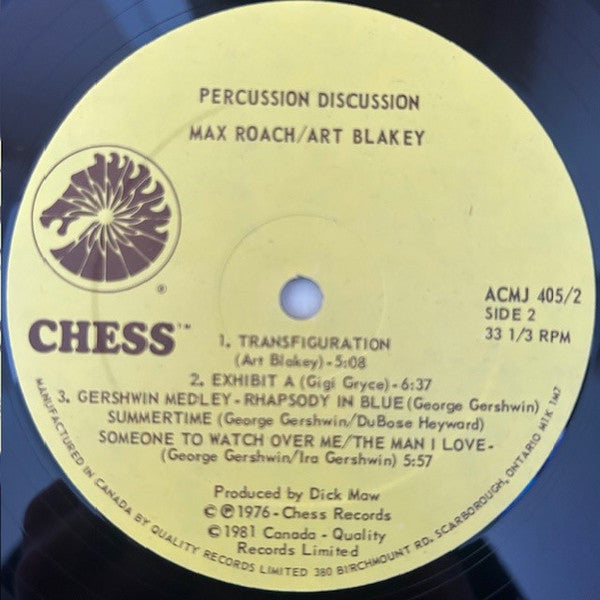 PERCUSSION DISCUSSION
MAX ROACH/ART BLAKEY
®
CHESS™
ACMJ 405/2
SIDE 2
33 1/3 RPM
1. TRANSFIGURATION
(Art Blakey)-5:08
2. EXHIBIT A (Gigi Gryce)-6:37
3. GERSHWIN MEDLEY-RHAPSODY IN BLUE (George Gershwin)
SUMMERTIME (George Gershwin/DuBose Heyward)
SOMEONE TO WATCH OVER ME/THE MAN I LOVE-
(George Gershwin/Ira Gershwin) 5:57
Produced by Dick Maw
© ℗ 1976 - Chess Records
© 1981 Canada - Quality
Records Limited
MANUFACTURED IN CANADA BY QUALITY RECORDS LIMITED 380 BIRCHMOUNT RD. SCARBOROUGH, ONTARIO M1K 1M7